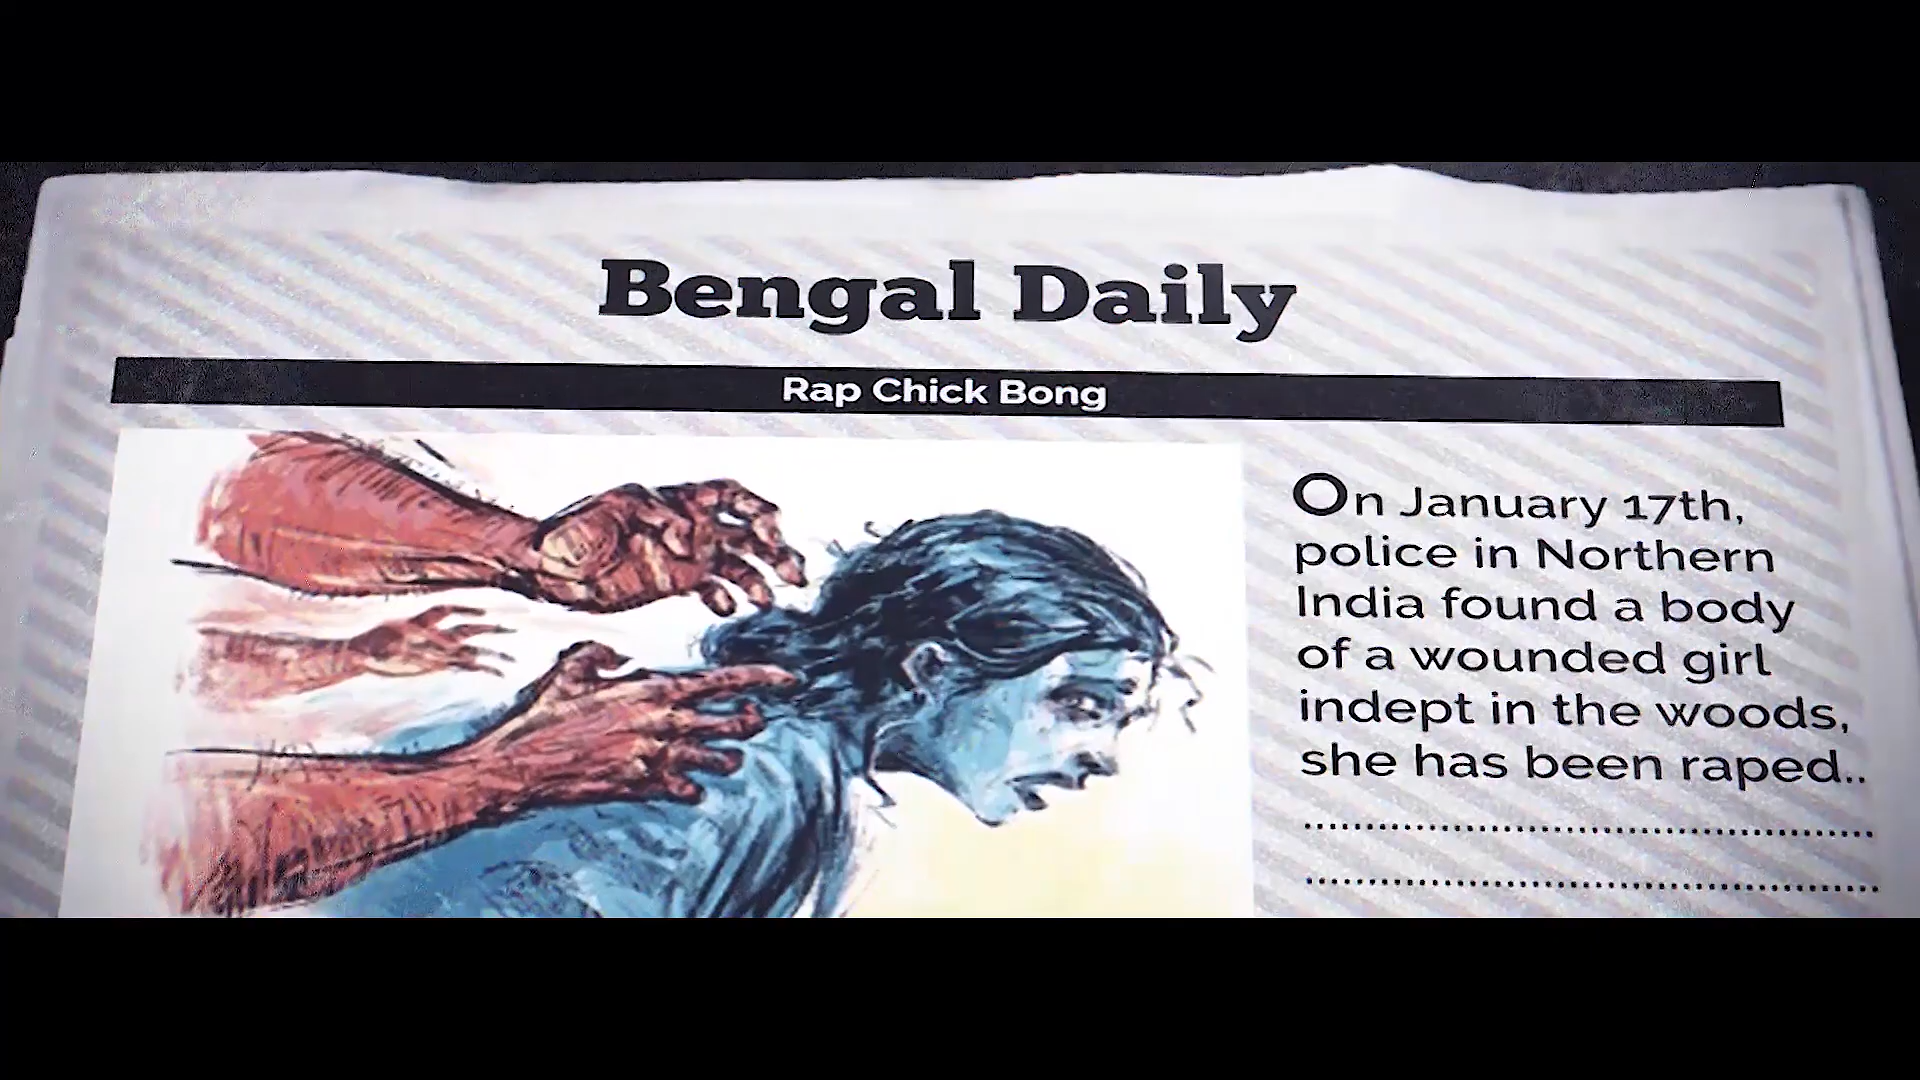 Bengal Daily
Rap Chick Bong
On January 17th,
police in Northern
India found a body
of a wounded girl
indept in the woods,
she has been raped..